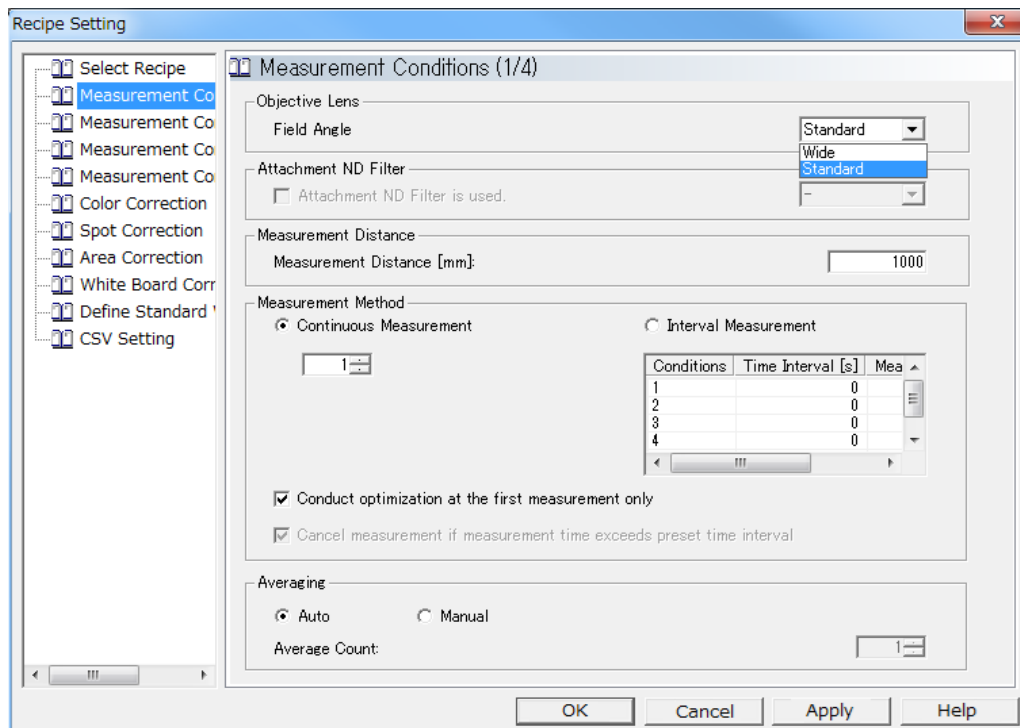 Recipe Setting
Select Recipe
Measurement Co
Measurement Co
Measurement Co
Measurement Co
Color Correction
Spot Correction
Area Correction
White Board Corr
Define Standard
CSV Setting
Measurement Conditions (1/4)
Objective Lens
Field Angle
Standard
Wide
Standard
Attachment ND Filter
Attachment ND Filter is used.
-
Measurement Distance
Measurement Distance [mm]:
1000
Measurement Method
Continuous Measurement
1
Interval Measurement
Conditions Time Interval [s] Mea
1 0
2 0
3 0
4 0
Conduct optimization at the first measurement only
Cancel measurement if measurement time exceeds preset time interval
Averaging
Auto Manual
Average Count:
1
OK Cancel Apply Help